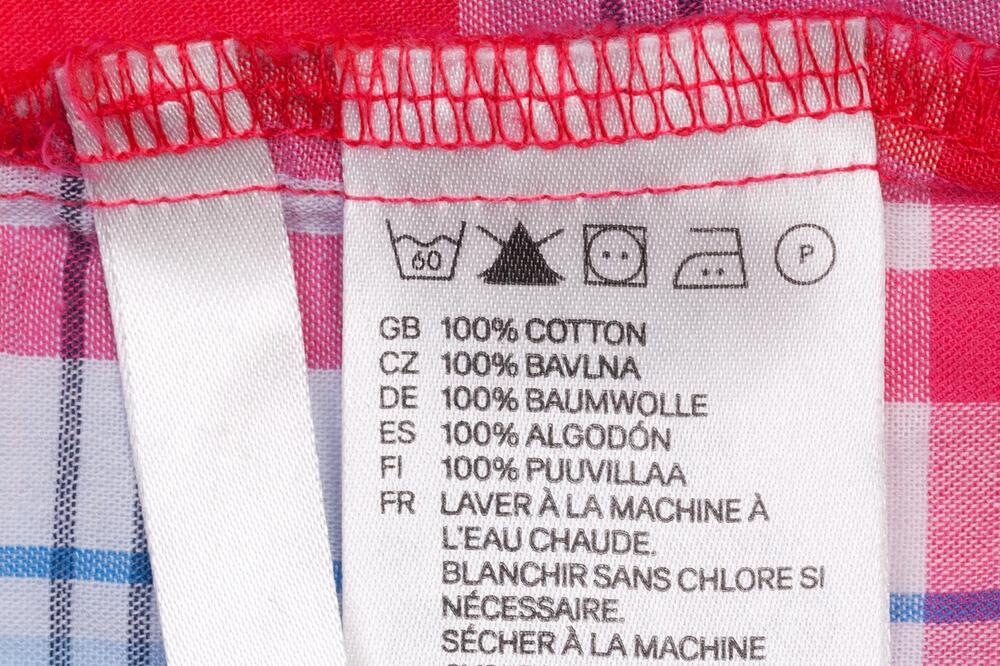 60 P
GB 100% COTTON
CZ 100% BAVLNA
DE 100% BAUMWOLLE
ES 100% ALGODÓN
FI 100% PUUVILLAA
FR LAVER À LA MACHINE À
L'EAU CHAUDE.
BLANCHIR SANS CHLORE SI
NÉCESSAIRE.
SÉCHER À LA MACHINE